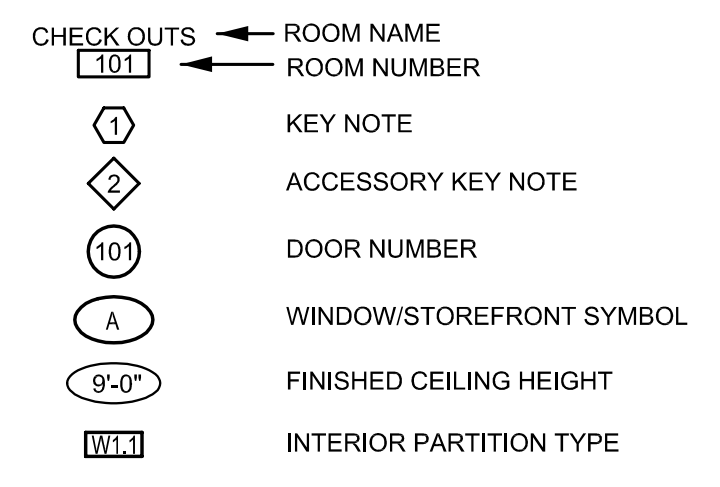 CHECK OUTS ROOM NAME
101 ROOM NUMBER
1 KEY NOTE
2 ACCESSORY KEY NOTE
101 DOOR NUMBER
A WINDOW/STOREFRONT SYMBOL
9'-0" FINISHED CEILING HEIGHT
W1.1 INTERIOR PARTITION TYPE